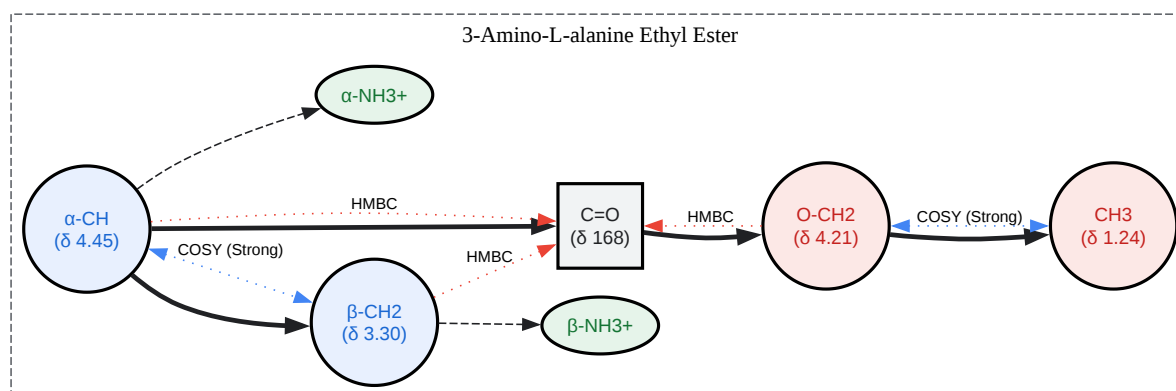 3-Amino-L-alanine Ethyl Ester
α-NH3+
α-CH
(δ 4.45)
HMBC
C=O
(δ 168)
HMBC
O-CH2
(δ 4.21)
COSY (Strong)
CH3
(δ 1.24)
COSY (Strong)
HMBC
β-CH2
(δ 3.30)
β-NH3+